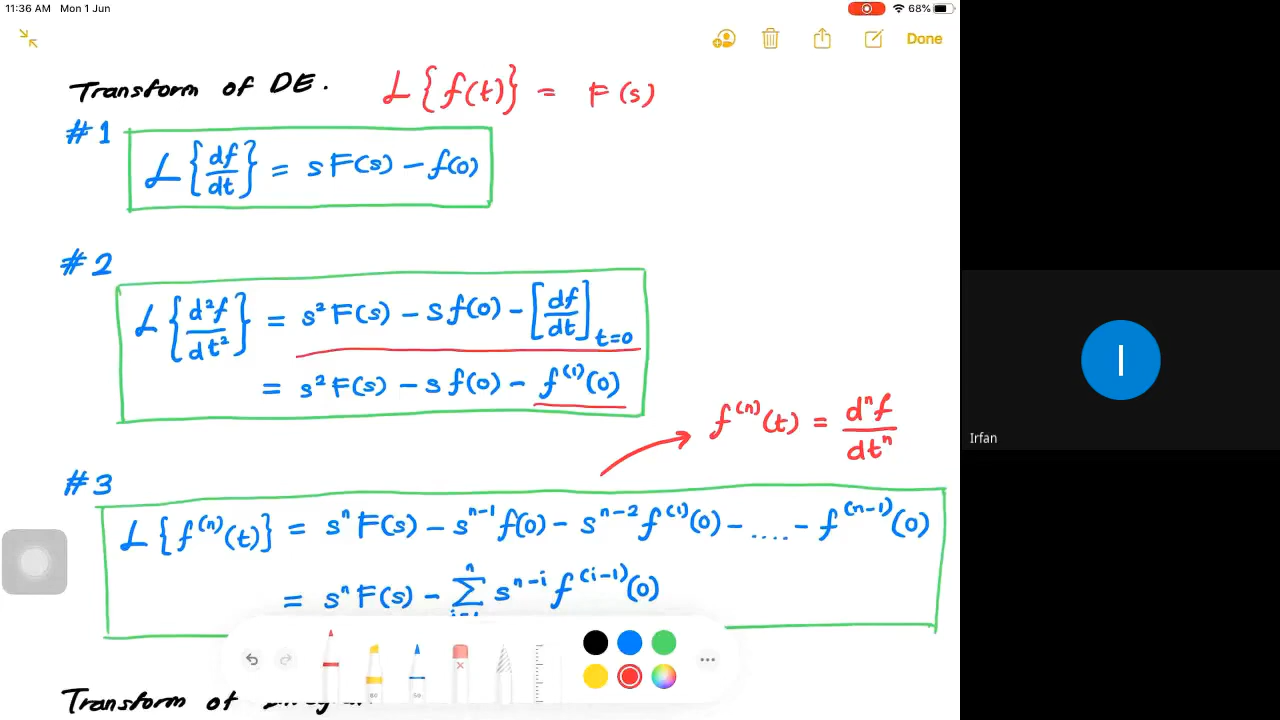 11:36 AM Mon 1 Jun
68%
Done
Transform of DE. ℒ{f(t)} = F(s)
#1
ℒ{df/dt} = sF(s) − f(0)
#2
ℒ{d²f/dt²} = s²F(s) − sf(0) − [df/dt]_{t=0}
= s²F(s) − sf(0) − f⁽¹⁾(0)
f⁽ⁿ⁾(t) = dⁿf/dtⁿ
#3
ℒ{f⁽ⁿ⁾(t)} = sⁿF(s) − sⁿ⁻¹f(0) − sⁿ⁻²f⁽¹⁾(0) − .... − f⁽ⁿ⁻¹⁾(0)
= sⁿF(s) − Σⁿ sⁿ⁻ⁱ f⁽ⁱ⁻¹⁾(0)
Transform of
I
Irfan